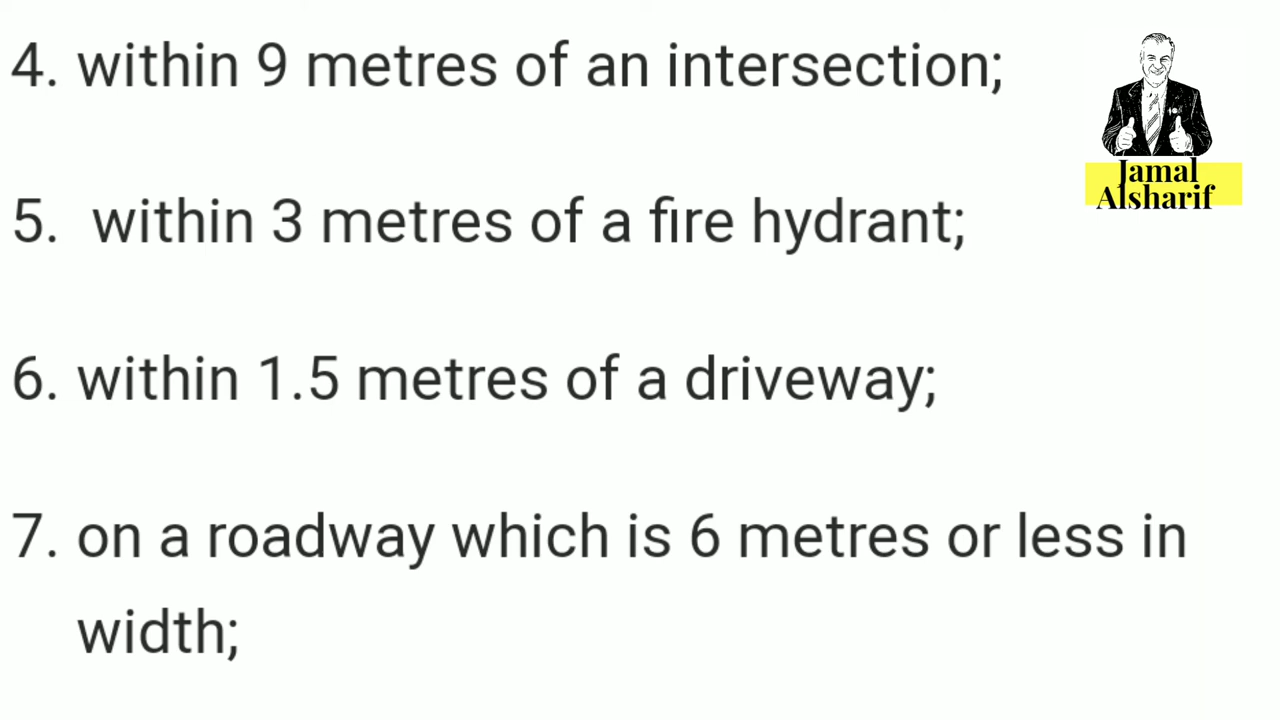 4. within 9 metres of an intersection;
Jamal
Alsharif
5. within 3 metres of a fire hydrant;
6. within 1.5 metres of a driveway;
7. on a roadway which is 6 metres or less in
width;